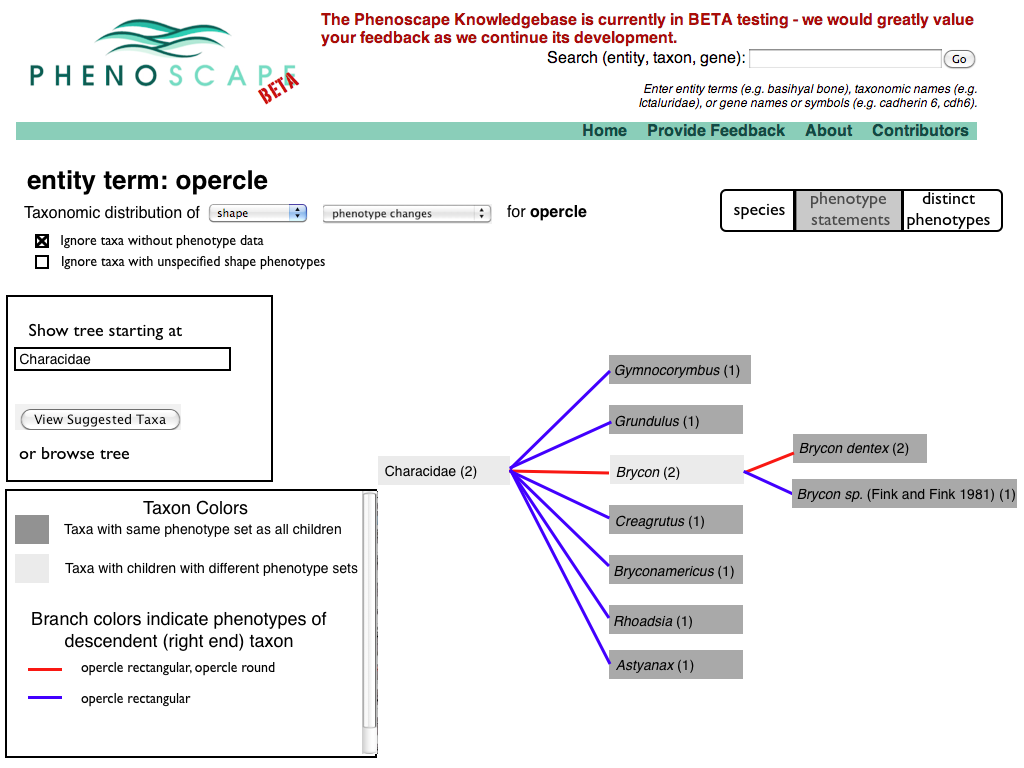 The Phenoscape Knowledgebase is currently in BETA testing - we would greatly value
your feedback as we continue its development.
PHENOSCAPE
BETA
Search (entity, taxon, gene):
Go
Enter entity terms (e.g. basihyal bone), taxonomic names (e.g.
Ictaluridae), or gene names or symbols (e.g. cadherin 6, cdh6).
Home Provide Feedback About Contributors
entity term: opercle
Taxonomic distribution of shape phenotype changes for opercle
species
phenotype
statements
distinct
phenotypes
Ignore taxa without phenotype data
Ignore taxa with unspecified shape phenotypes
Show tree starting at
Characidae
View Suggested Taxa
or browse tree
Taxon Colors
Taxa with same phenotype set as all children
Taxa with children with different phenotype sets
Branch colors indicate phenotypes of
descendent (right end) taxon
opercle rectangular, opercle round
opercle rectangular
Characidae (2)
Gymnocorymbus (1)
Grundulus (1)
Brycon (2)
Creagrutus (1)
Bryconamericus (1)
Rhoadsia (1)
Astyanax (1)
Brycon dentex (2)
Brycon sp. (Fink and Fink 1981) (1)